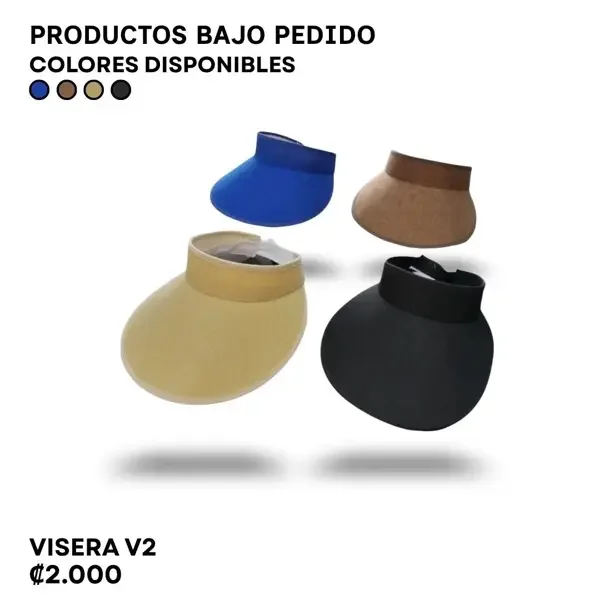 PRODUCTOS BAJO PEDIDO
COLORES DISPONIBLES
VISERA V2
₡2.000